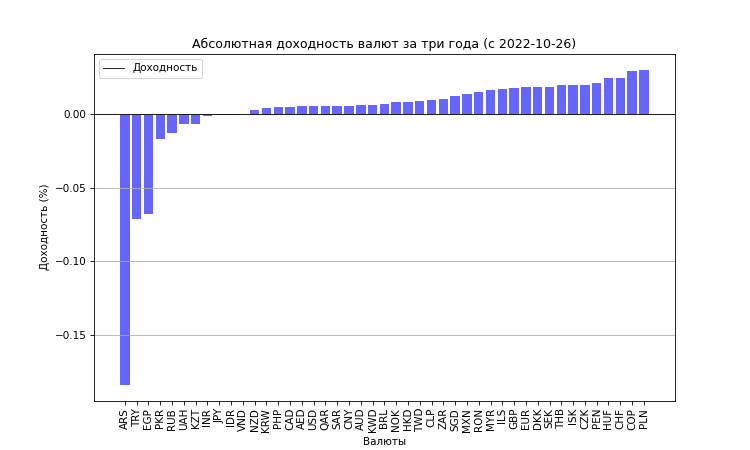 Абсолютная доходность валют за три года (с 2022-10-26)
Доходность
0.00
−0.05
−0.10
−0.15
Доходность (%)
ARS
TRY
EGP
PKR
RUB
UAH
KZT
INR
JPY
IDR
VND
NZD
KRW
PHP
CAD
AED
USD
QAR
SAR
CNY
AUD
KWD
BRL
NOK
HKD
TWD
CLP
ZAR
SGD
MXN
RON
MYR
ILS
GBP
EUR
DKK
SEK
THB
ISK
CZK
PEN
HUF
CHF
COP
PLN
Валюты